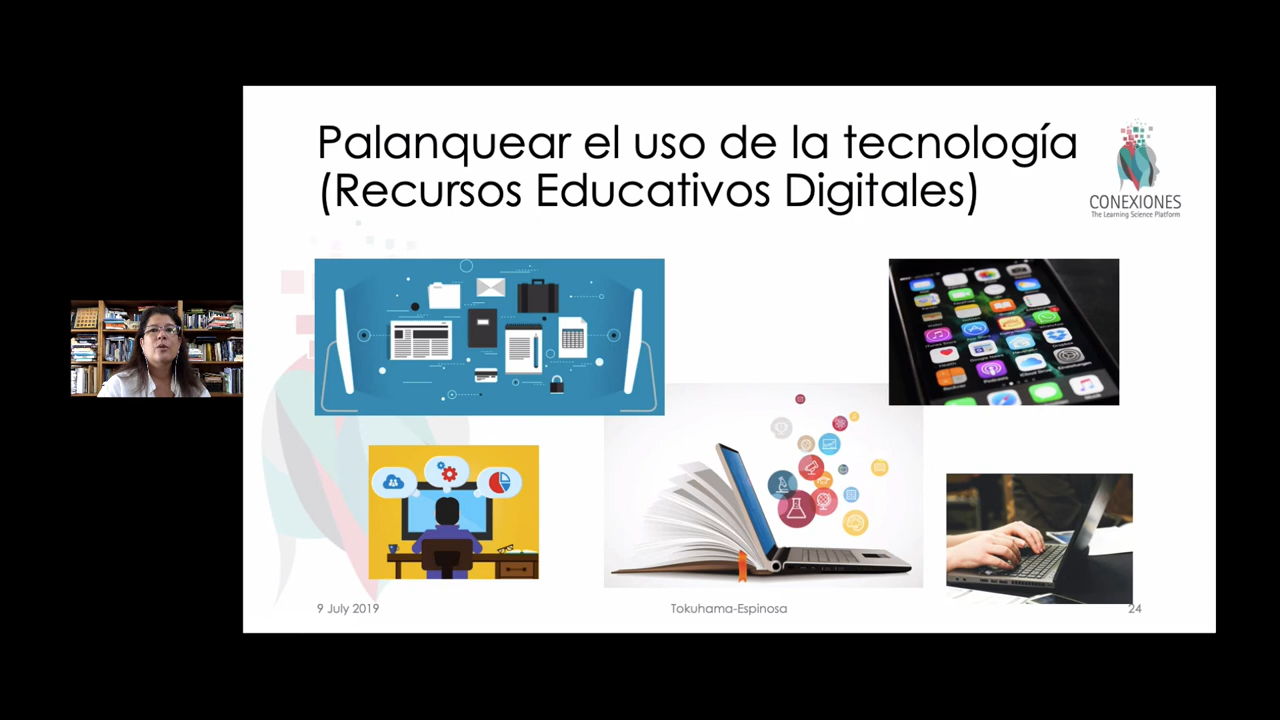 Palanquear el uso de la tecnología
(Recursos Educativos Digitales)
CONEXIONES
The Learning Science Platform
9 July 2019
Tokuhama-Espinosa
24